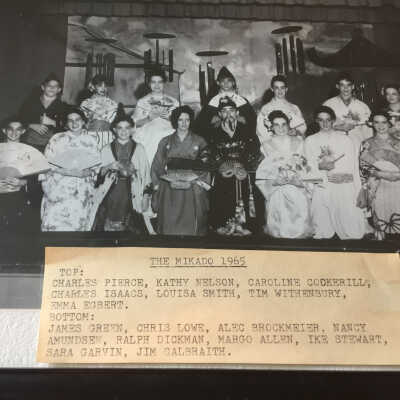 THE MIKADO 1965
TOP:
CHARLES PIERCE, KATHY NELSON, CAROLINE COCKERILL,
CHARLES ISAACS, LOUISA SMITH, TIM WITHENBURY,
EMMA EGBERT.
BOTTOM:
JAMES GREEN, CHRIS LOWE, ALEC BROCKMEIER, NANCY
AMUNDSEN, RALPH DICKMAN, MARGO ALLEN, IKE STEWART,
SARA GARVIN, JIM GALBRAITH.